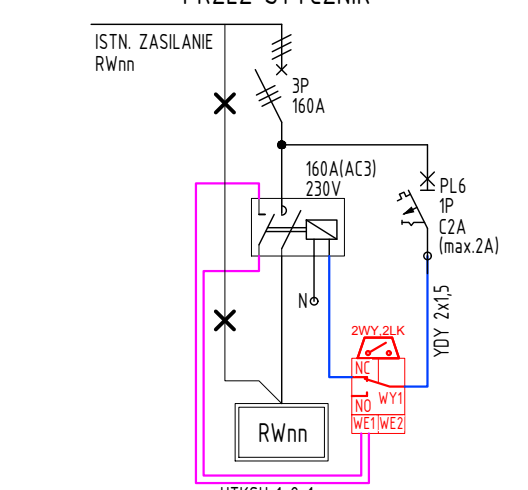 ISTN. ZASILANIE
RWnn
3P
160A
160A(AC3)
230V
PL6
1P
C2A
(max.2A)
N
YDY 2x1,5
2WY,2LK
NC
WY1
NO
WE1 WE2
RWnn